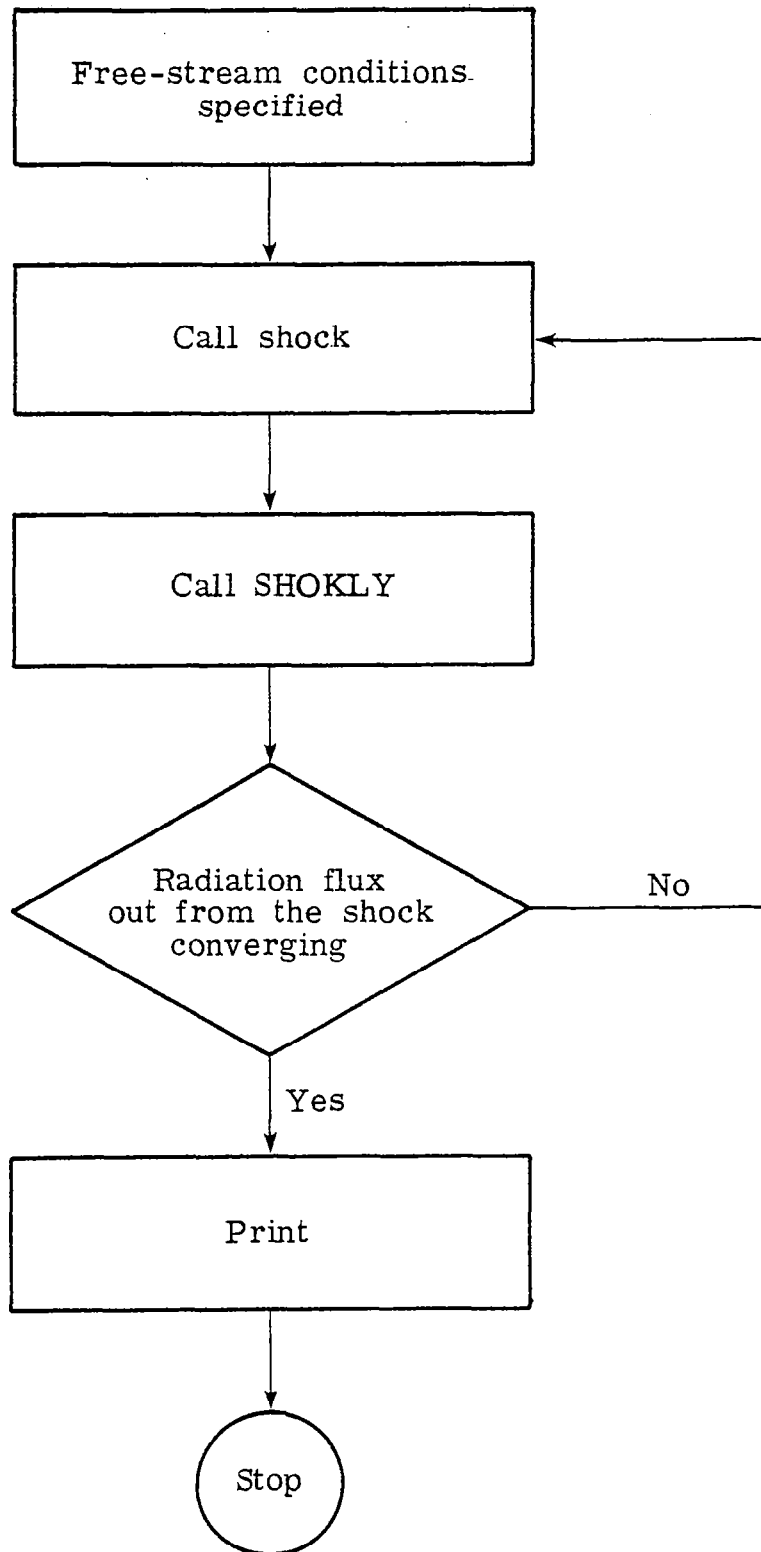 Free-stream conditions
specified
Call shock
Call SHOKLY
Radiation flux
out from the shock
converging
No
Yes
Print
Stop